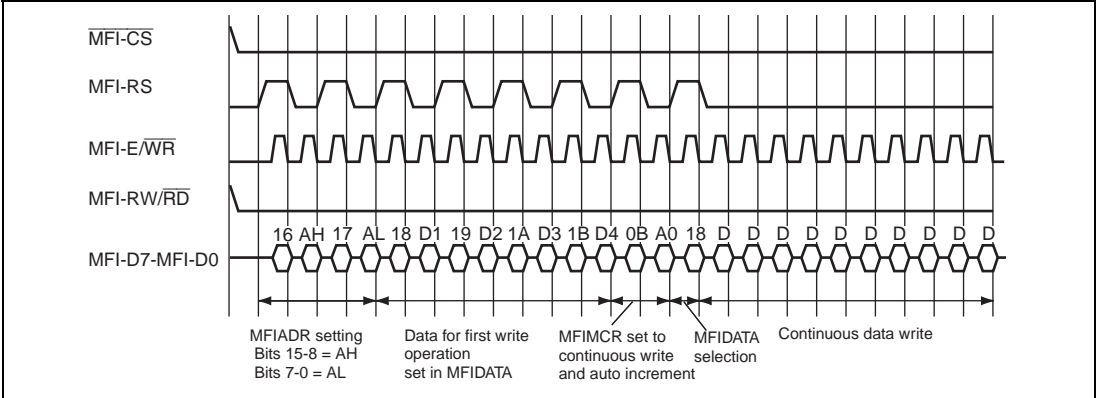 MFI-CS
MFI-RS
MFI-E/WR
MFI-RW/RD
16 AH 17 AL 18 D1 19 D2 1A D3 1B D4 0B A0 18 D D D D D D D D D D
MFI-D7-MFI-D0
MFIADR setting
Bits 15-8 = AH
Bits 7-0 = AL
Data for first write
operation
set in MFIDATA
MFIMCR set to
continuous write
and auto increment
MFIDATA
selection
Continuous data write